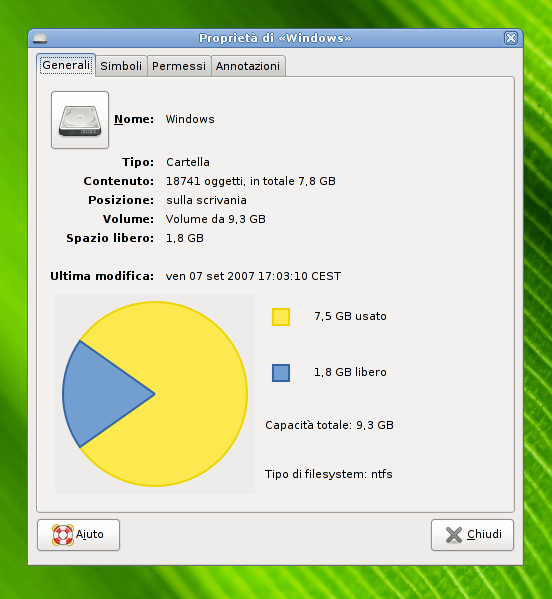 Proprietà di «Windows»
Generali Simboli Permessi Annotazioni
Nome: Windows
Tipo: Cartella
Contenuto: 18741 oggetti, in totale 7,8 GB
Posizione: sulla scrivania
Volume: Volume da 9,3 GB
Spazio libero: 1,8 GB
Ultima modifica: ven 07 set 2007 17:03:10 CEST
7,5 GB usato
1,8 GB libero
Capacità totale: 9,3 GB
Tipo di filesystem: ntfs
Aiuto Chiudi